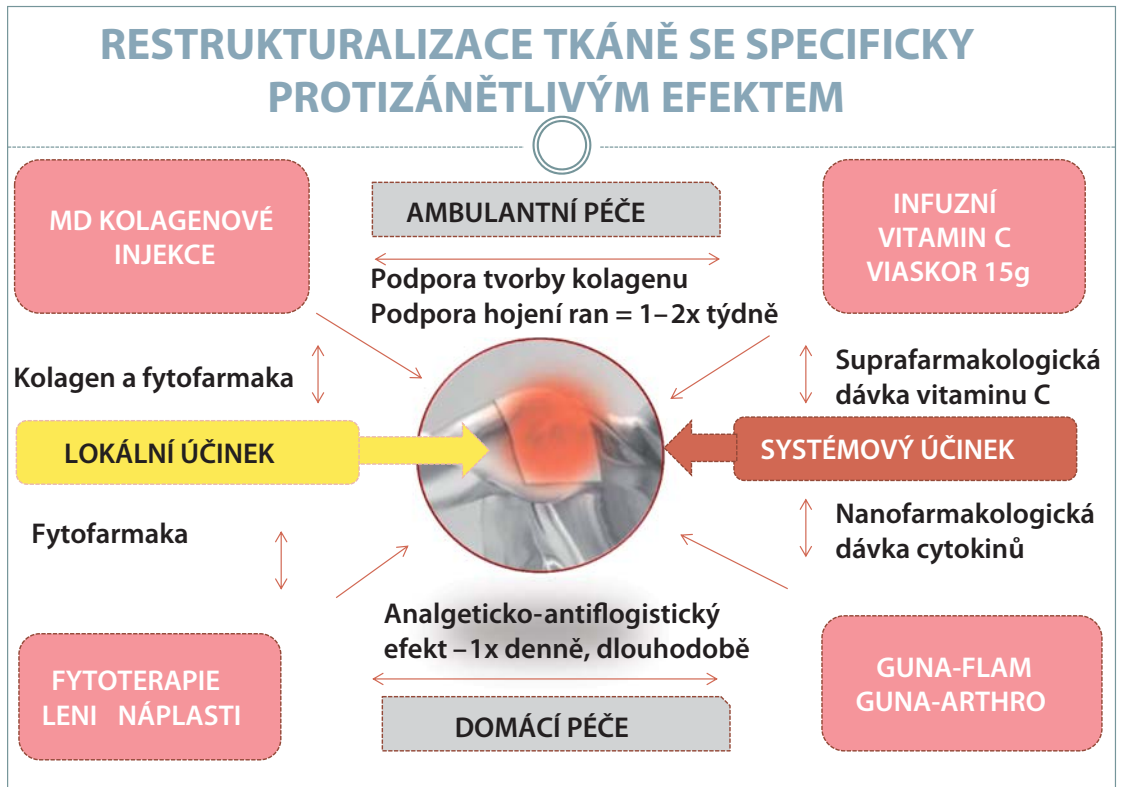 RESTRUKTURALIZACE TKÁNĚ SE SPECIFICKY
PROTIZÁNĚTLIVÝM EFEKTEM
MD KOLAGENOVÉ
INJEKCE
AMBULANTNÍ PÉČE
INFUZNÍ
VITAMIN C
VIASKOR 15g
Podpora tvorby kolagenu
Podpora hojení ran = 1–2x týdně
Kolagen a fytofarmaka
Suprafarmakologická
dávka vitaminu C
LOKÁLNÍ ÚČINEK
SYSTÉMOVÝ ÚČINEK
Fytofarmaka
Nanofarmakologická
dávka cytokinů
Analgeticko-antiflogistický
efekt –1x denně, dlouhodobě
FYTOTERAPIE
LENI NÁPLASTI
DOMÁCÍ PÉČE
GUNA-FLAM
GUNA-ARTHRO